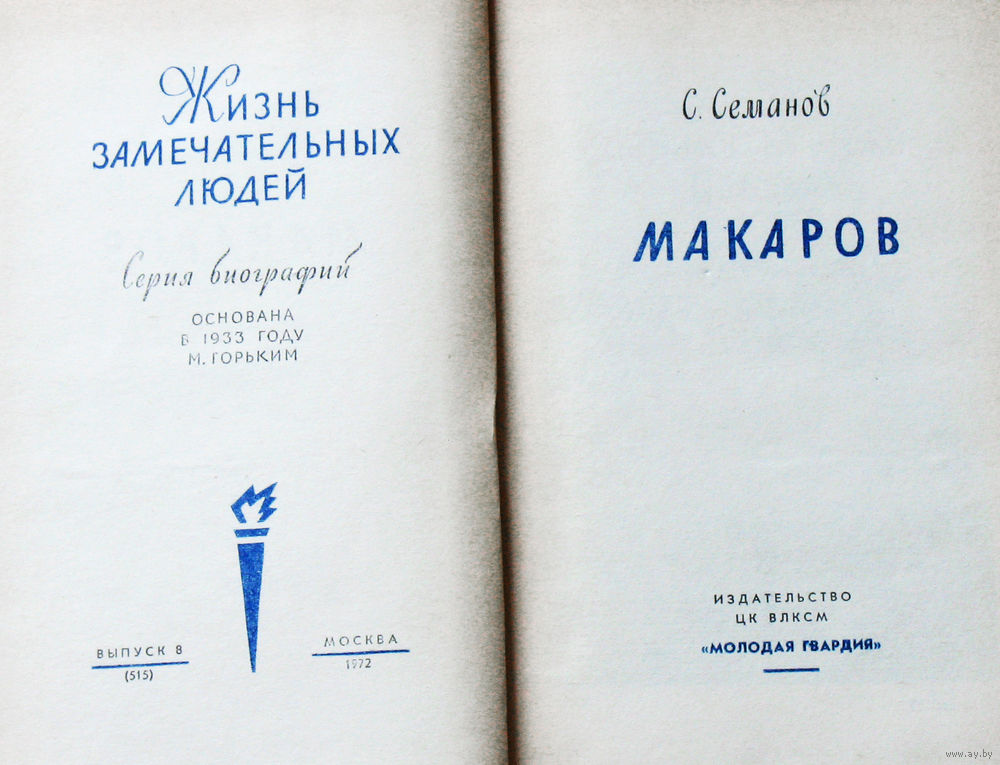 Жизнь
ЗАМЕЧАТЕЛЬНЫХ
ЛЮДЕЙ
Серия биографий
ОСНОВАНА
В 1933 ГОДУ
М. ГОРЬКИМ
ВЫПУСК 8
(515)
МОСКВА
1972
С. Семанов
МАКАРОВ
ИЗДАТЕЛЬСТВО
ЦК ВЛКСМ
«МОЛОДАЯ ГВАРДИЯ»
www.ay.by